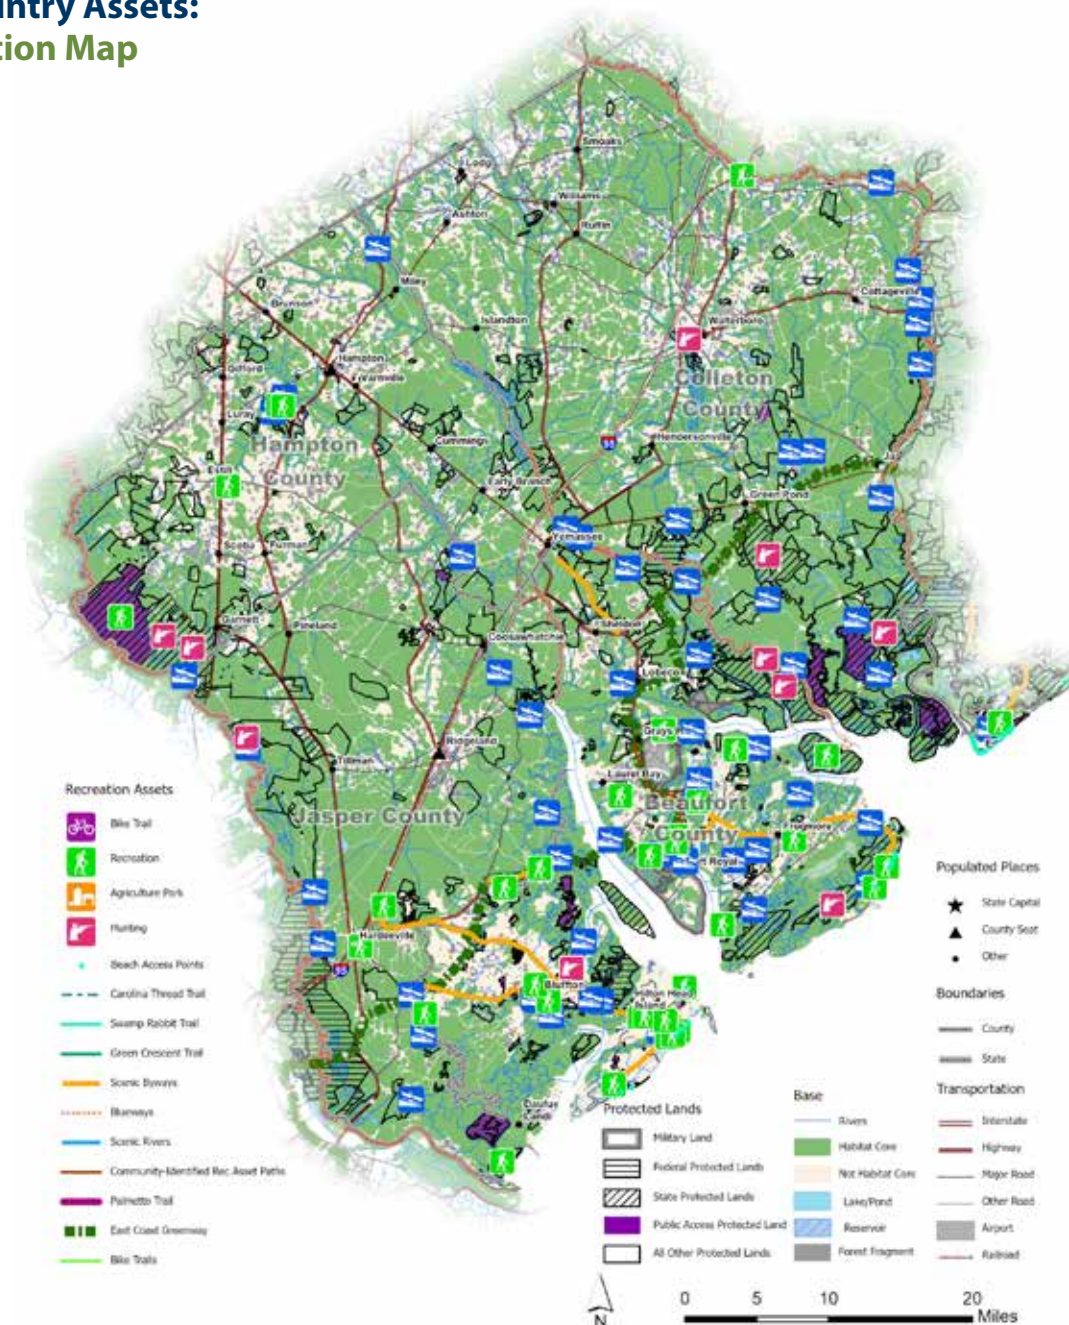 ntry Assets:
tion Map
Smoaks
Lodge
Williams
Ashton
Ruffin
Miley
Cottageville
Brunson
Islandton
Walterboro
Hampton
Gifford
Varnville
Colleton
County
Luray
Hampton
County
Cummings
Hendersonville
95
Estill
Early Branch
Green Pond
Scotia
Furman
Yemassee
Garnett
Pineland
Coosawhatchie
Sheldon
Lobeco
Grays
Ridgeland
Tillman
Laurel Bay
Beaufort
County
Jasper County
Frogmore
Port Royal
Hardeeville
95
Bluffton
Hilton Head
Island
Daufuskie
Landing
Recreation Assets
Bike Trail
Recreation
Agriculture Park
Hunting
Beach Access Points
Carolina Thread Trail
Swamp Rabbit Trail
Green Crescent Trail
Scenic Byways
Blueways
Scenic Rivers
Community-Identified Rec Asset Paths
Palmetto Trail
East Coast Greenway
Bike Trails
Protected Lands
Military Land
Federal Protected Lands
State Protected Lands
Public Access Protected Land
All Other Protected Lands
Base
Rivers
Habitat Core
Not Habitat Core
Lake/Pond
Reservoir
Forest Fragment
Populated Places
State Capital
County Seat
Other
Boundaries
County
State
Transportation
Interstate
Highway
Major Road
Other Road
Airport
Railroad
N
0 5 10 20
Miles